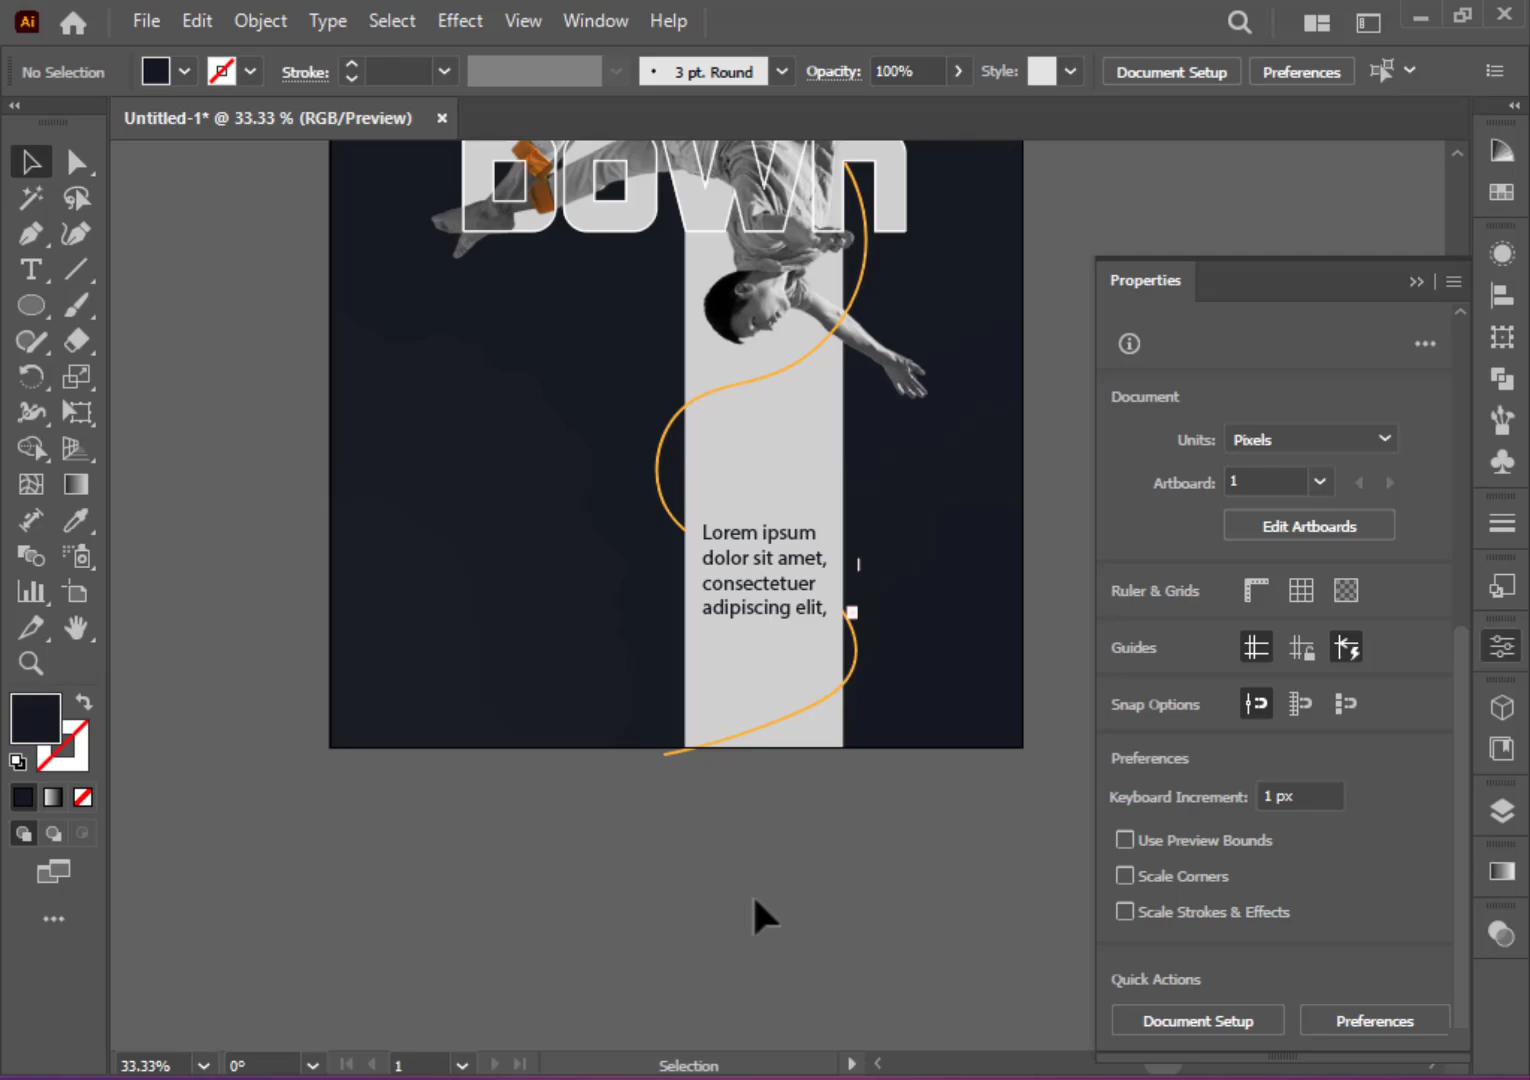 Ai
File Edit Object Type Select Effect View Window Help
No Selection Stroke: 3 pt. Round Opacity: 100% Style: Document Setup Preferences
Untitled-1* @ 33.33 % (RGB/Preview) ×
DOWN
Properties
Document
Units: Pixels
Artboard: 1
Edit Artboards
Lorem ipsum
dolor sit amet,
consectetuer
adipiscing elit,
Ruler & Grids
Guides
Snap Options
Preferences
Keyboard Increment: 1 px
Use Preview Bounds
Scale Corners
Scale Strokes & Effects
Quick Actions
Document Setup Preferences
33.33% 0° 1 Selection